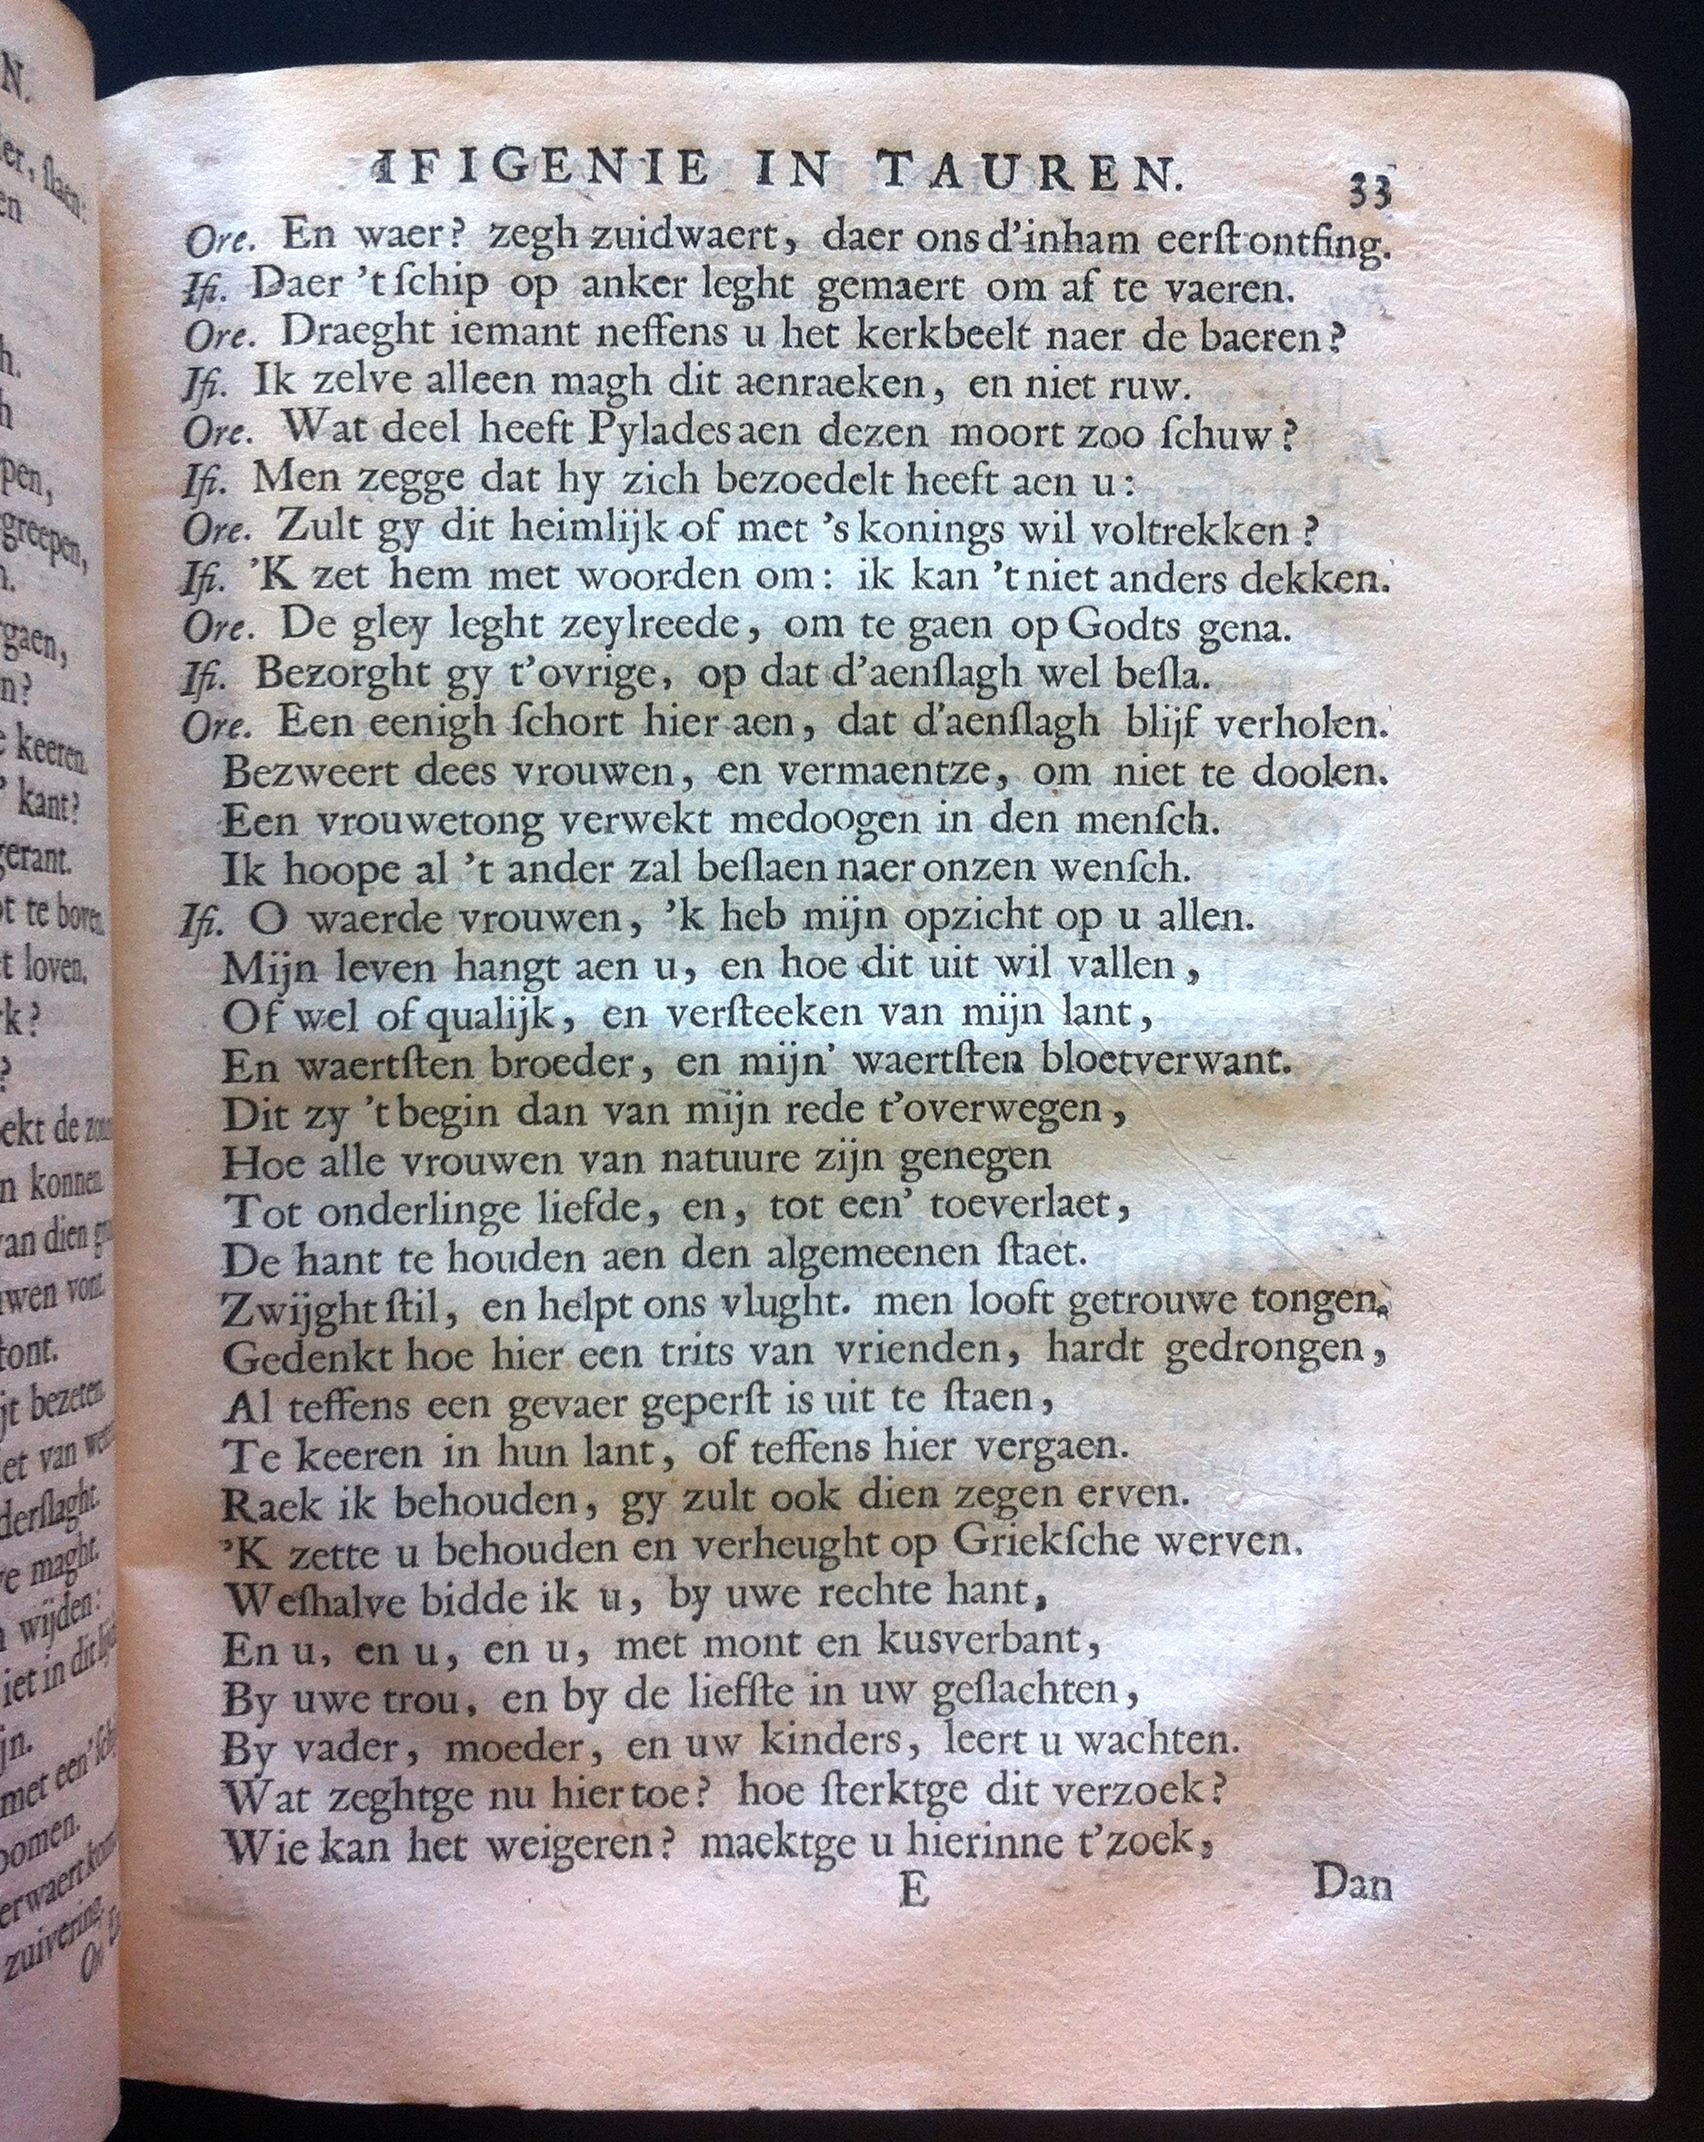 N.
IFIGENIE IN TAUREN. 33
Ore. En waer? zegh zuidwaert, daer ons d'inham eerſt ontfing.
Ifi. Daer 't ſchip op anker leght gemaert om af te vaeren.
Ore. Draeght iemant neffens u het kerkbeelt naer de baeren?
Ifi. Ik zelve alleen magh dit aenraeken, en niet ruw.
Ore. Wat deel heeft Pylades aen dezen moort zoo ſchuw?
Ifi. Men zegge dat hy zich bezoedelt heeft aen u:
Ore. Zult gy dit heimlijk of met 's konings wil voltrekken?
Ifi. 'K zet hem met woorden om: ik kan 't niet anders dekken.
Ore. De gley leght zeylreede, om te gaen op Godts gena.
Ifi. Bezorght gy t'ovrige, op dat d'aenſlagh wel beſla.
Ore. Een eenigh ſchort hier aen, dat d'aenſlagh blijf verholen.
Bezweert dees vrouwen, en vermaentze, om niet te doolen.
Een vrouwetong verwekt medoogen in den menſch.
Ik hoope al 't ander zal beſlaen naer onzen wenſch.
Ifi. O waerde vrouwen, 'k heb mijn opzicht op u allen.
Mijn leven hangt aen u, en hoe dit uit wil vallen,
Of wel of qualijk, en verſteeken van mijn lant,
En waertſten broeder, en mijn' waertſten bloetverwant.
Dit zy 't begin dan van mijn rede t'overwegen,
Hoe alle vrouwen van natuure zijn genegen
Tot onderlinge liefde, en, tot een' toeverlaet,
De hant te houden aen den algemeenen ſtaet.
Zwijght ſtil, en helpt ons vlught. men looft getrouwe tongen.
Gedenkt hoe hier een trits van vrienden, hardt gedrongen,
Al teffens een gevaer geperſt is uit te ſtaen,
Te keeren in hun lant, of teffens hier vergaen.
Raek ik behouden, gy zult ook dien zegen erven.
'K zette u behouden en verheught op Griekſche werven.
Weſhalve bidde ik u, by uwe rechte hant,
En u, en u, en u, met mont en kusverbant,
By uwe trou, en by de liefſte in uw geſlachten,
By vader, moeder, en uw kinders, leert u wachten.
Wat zeghtge nu hier toe? hoe ſterktge dit verzoek?
Wie kan het weigeren? maektge u hierinne t'zoek,
E Dan